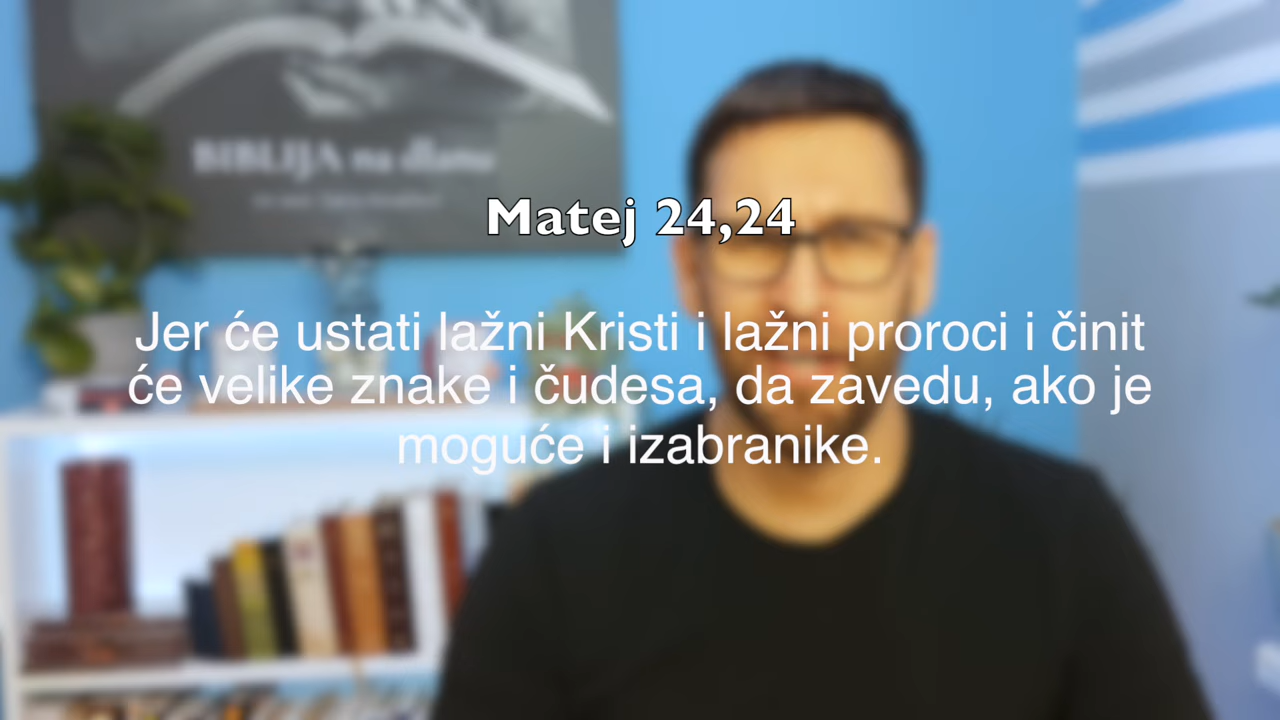 BIBLIJA na dlanu
Matej 24,24
Jer će ustati lažni Kristi i lažni proroci i činit
će velike znake i čudesa, da zavedu, ako je
moguće i izabranike.